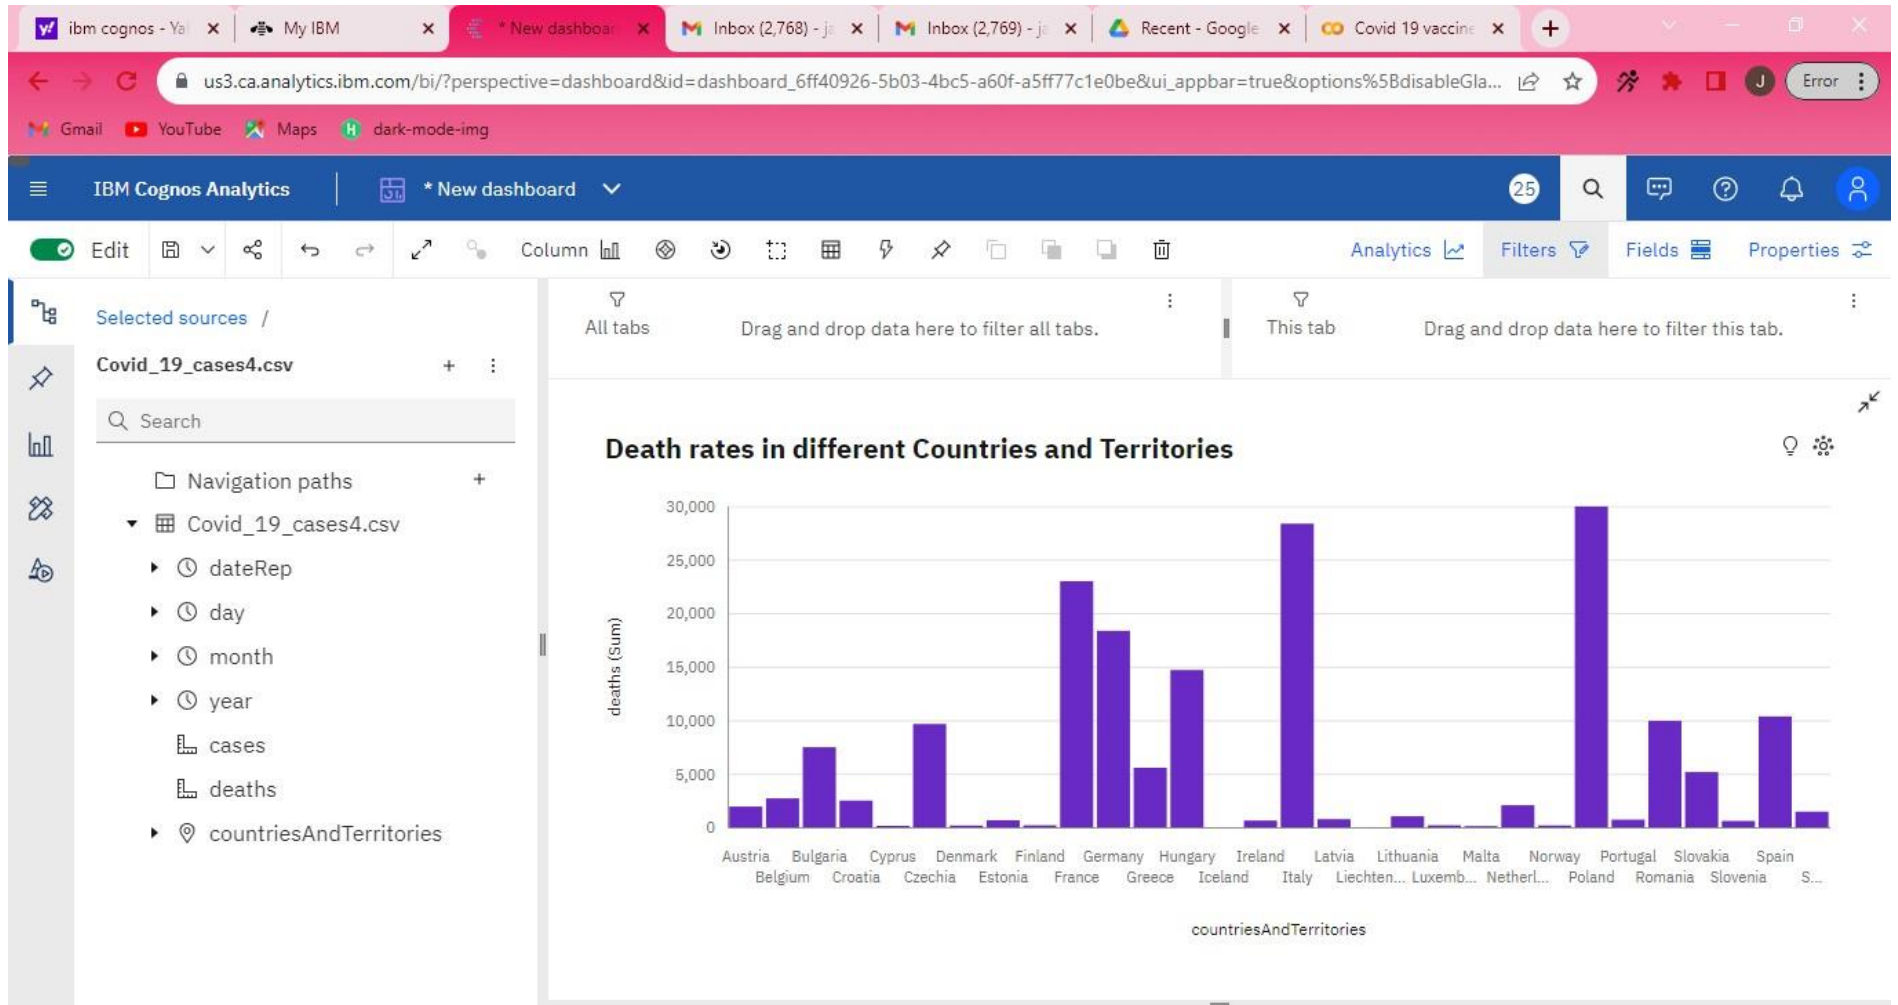 ibm cognos - Ya
My IBM
* New dashboar
Inbox (2,768) - ja
Inbox (2,769) - ja
Recent - Google
Covid 19 vaccine
us3.ca.analytics.ibm.com/bi/?perspective=dashboard&id=dashboard_6ff40926-5b03-4bc5-a60f-a5ff77c1e0be&ui_appbar=true&options%5BdisableGla...
J
Error
Gmail
YouTube
Maps
dark-mode-img
IBM Cognos Analytics
* New dashboard
25
Edit
Column
Analytics
Filters
Fields
Properties
Selected sources /
Covid_19_cases4.csv
Search
Navigation paths
Covid_19_cases4.csv
dateRep
day
month
year
cases
deaths
countriesAndTerritories
All tabs
Drag and drop data here to filter all tabs.
This tab
Drag and drop data here to filter this tab.
Death rates in different Countries and Territories
30,000
25,000
20,000
15,000
10,000
5,000
0
deaths (Sum)
Austria Bulgaria Cyprus Denmark Finland Germany Hungary Ireland Latvia Lithuania Malta Norway Portugal Slovakia Spain
Belgium Croatia Czechia Estonia France Greece Iceland Italy Liechten... Luxemb... Netherl... Poland Romania Slovenia S...
countriesAndTerritories